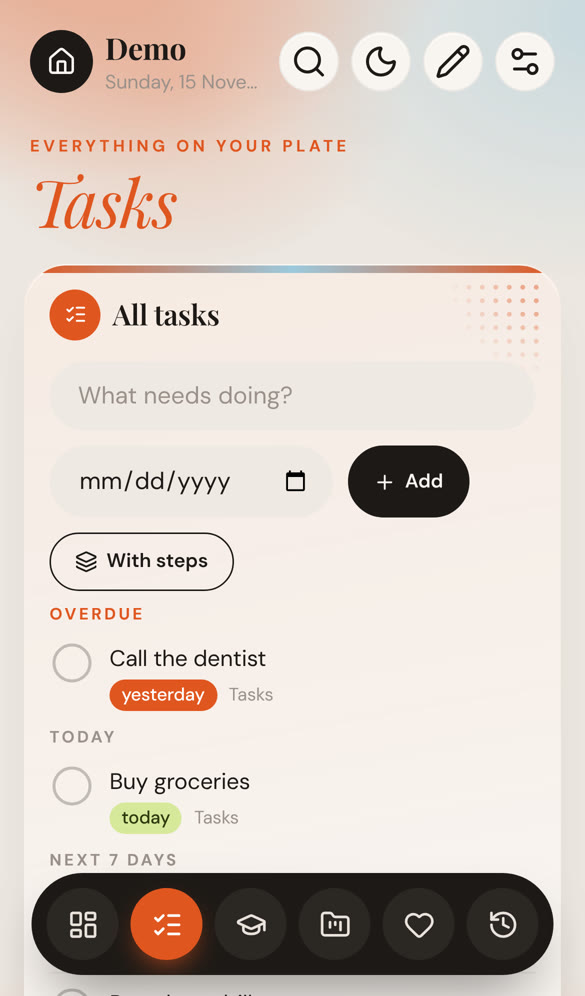 Demo
Sunday, 15 Nove...
EVERYTHING ON YOUR PLATE
Tasks
All tasks
What needs doing?
mm/dd/yyyy
Add
With steps
OVERDUE
Call the dentist
yesterday Tasks
TODAY
Buy groceries
today Tasks
NEXT 7 DAYS